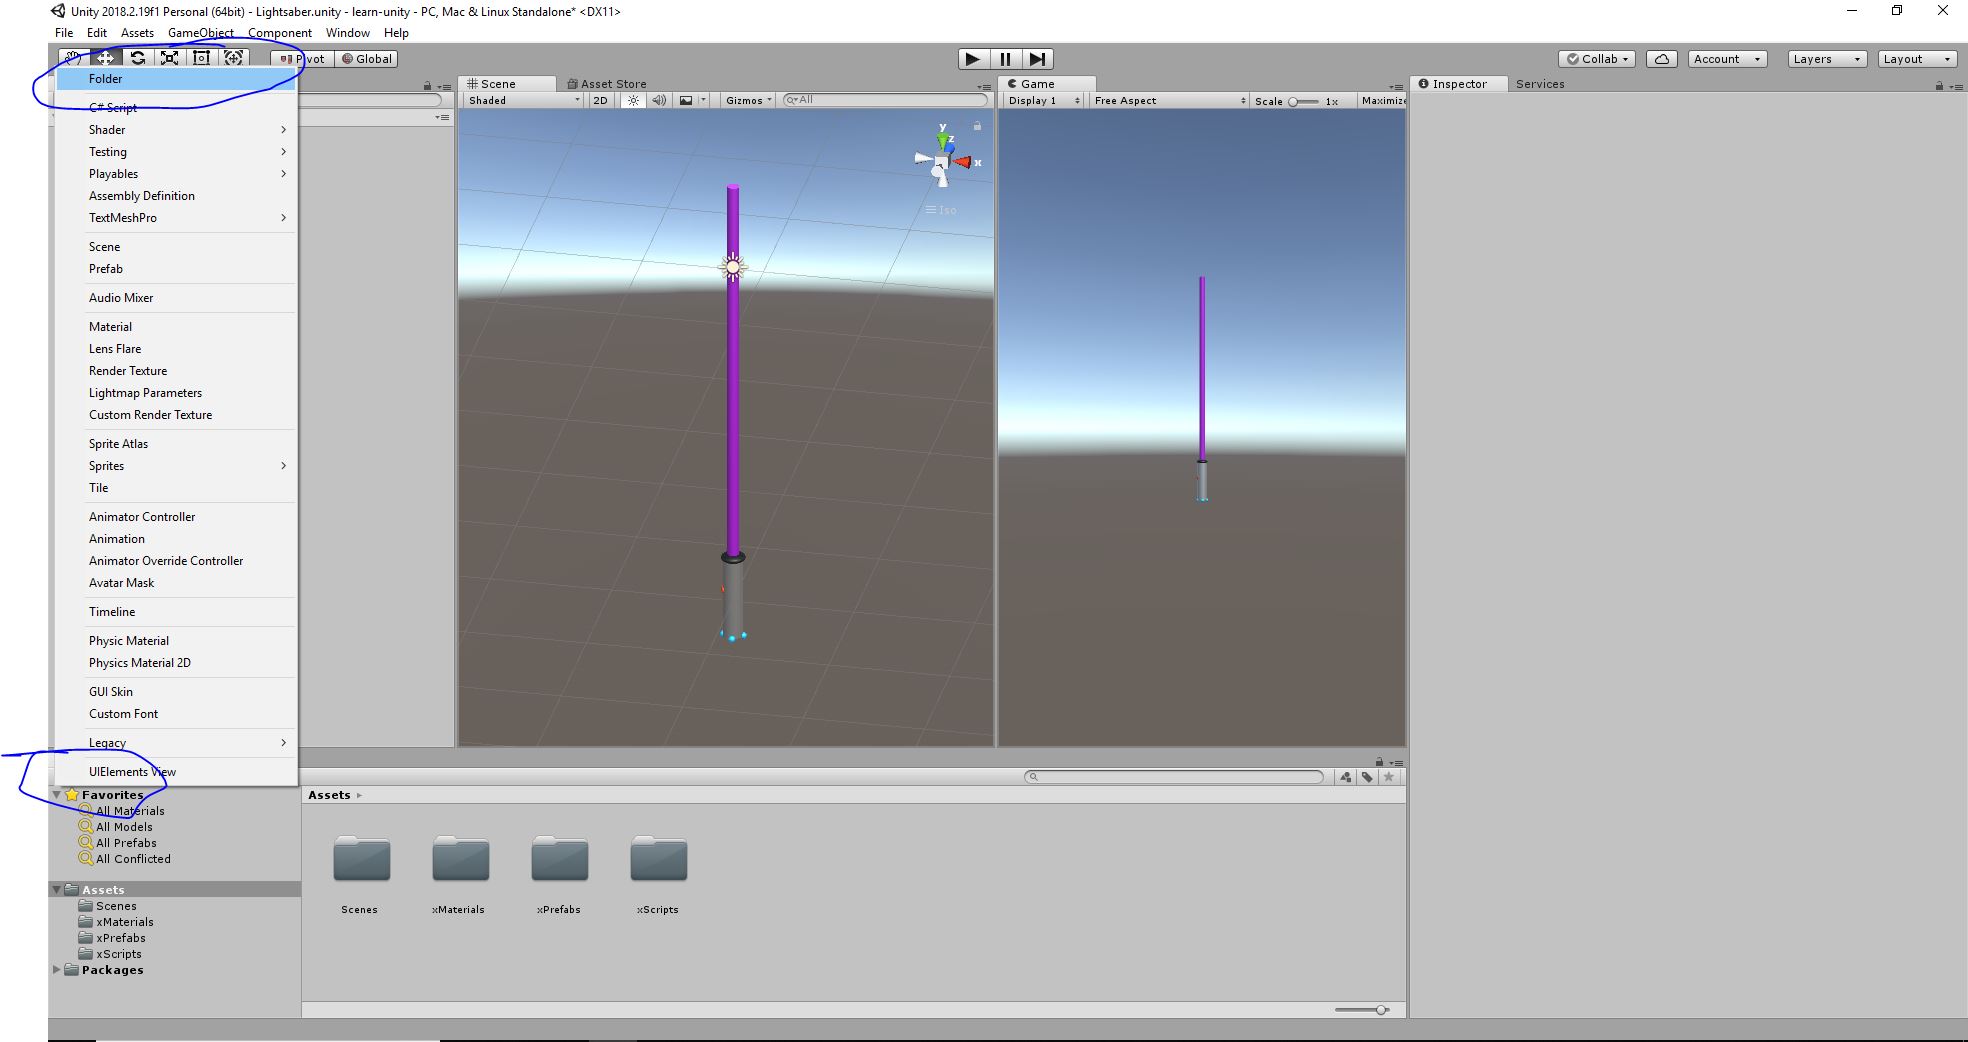 Unity 2018.2.19f1 Personal (64bit) - Lightsaber.unity - learn-unity - PC, Mac & Linux Standalone* <DX11>
File Edit Assets GameObject Component Window Help
Pivot Global Collab Account Layers Layout
Folder
C# Script
Shader
Testing
Playables
Assembly Definition
TextMeshPro
Scene
Prefab
Audio Mixer
Material
Lens Flare
Render Texture
Lightmap Parameters
Custom Render Texture
Sprite Atlas
Sprites
Tile
Animator Controller
Animation
Animator Override Controller
Avatar Mask
Timeline
Physic Material
Physics Material 2D
GUI Skin
Custom Font
Legacy
UIElements View
Scene Asset Store
Shaded 2D Gizmos All
y
z
x
Iso
Game
Display 1 Free Aspect Scale 1x Maximize
Inspector Services
Favorites
All Materials
All Models
All Prefabs
All Conflicted
Assets
Scenes
xMaterials
xPrefabs
xScripts
Packages
Assets
Scenes xMaterials xPrefabs xScripts